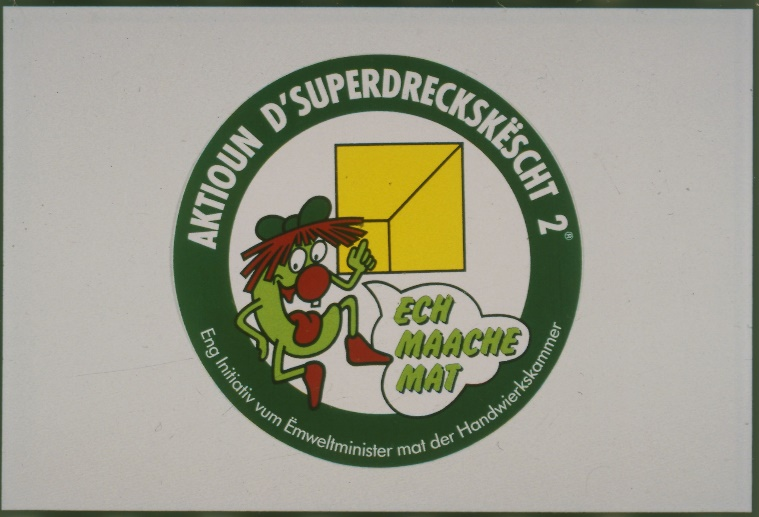 AKTIOUN D'SUPERDRECKSKËSCHT 2®
ECH
MAACHE
MAT
Eng Initiativ vum Ëmweltminister mat der Handwierkskammer